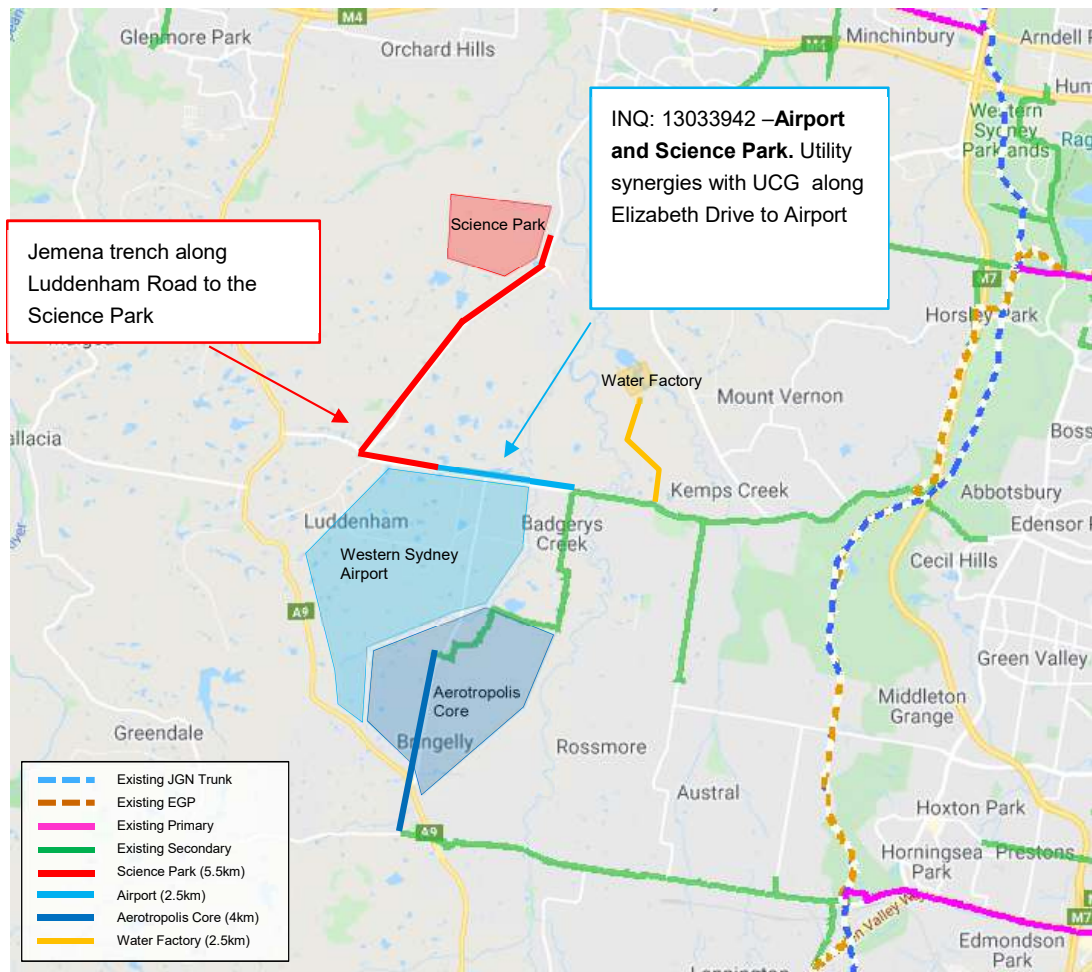 M4
Glenmore Park
Orchard Hills
Minchinbury
Arndell P
Hunt
Western
Sydney
Parklands
Rag
INQ: 13033942 –Airport
and Science Park. Utility
synergies with UCG along
Elizabeth Drive to Airport
Science Park
Jemena trench along
Luddenham Road to the
Science Park
M7
Horsley Park
Water Factory
Mount Vernon
allacia
Boss
Kemps Creek
Abbotsbury
Luddenham
Badgerys
Creek
Edensor P
Western Sydney
Airport
Cecil Hills
A9
Green Valley
Aerotropolis
Core
Middleton
Grange
Greendale
Bringelly
Rossmore
Austral
Hoxton Park
A9
Horningsea
Park
Prestons
M7
Edmondson
Park
Existing JGN Trunk
Existing EGP
Existing Primary
Existing Secondary
Science Park (5.5km)
Airport (2.5km)
Aerotropolis Core (4km)
Water Factory (2.5km)